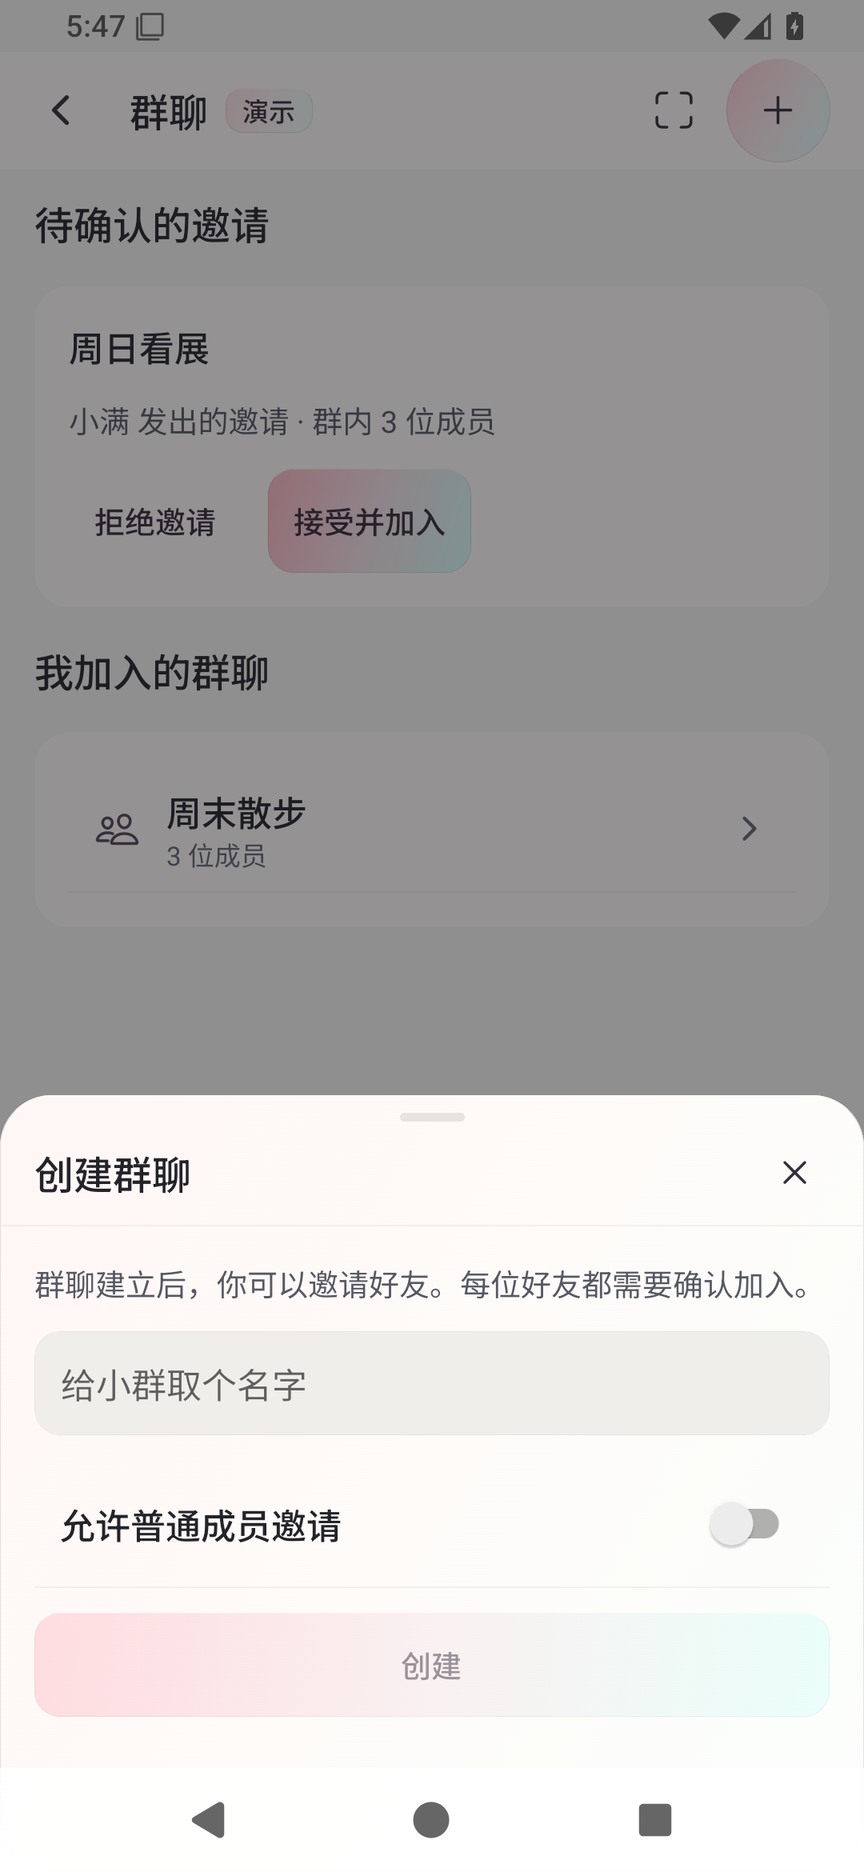 5:47
群聊 演示
待确认的邀请
周日看展
小满 发出的邀请 · 群内 3 位成员
拒绝邀请 接受并加入
我加入的群聊
周末散步
3 位成员
创建群聊
群聊建立后，你可以邀请好友。每位好友都需要确认加入。
给小群取个名字
允许普通成员邀请
创建